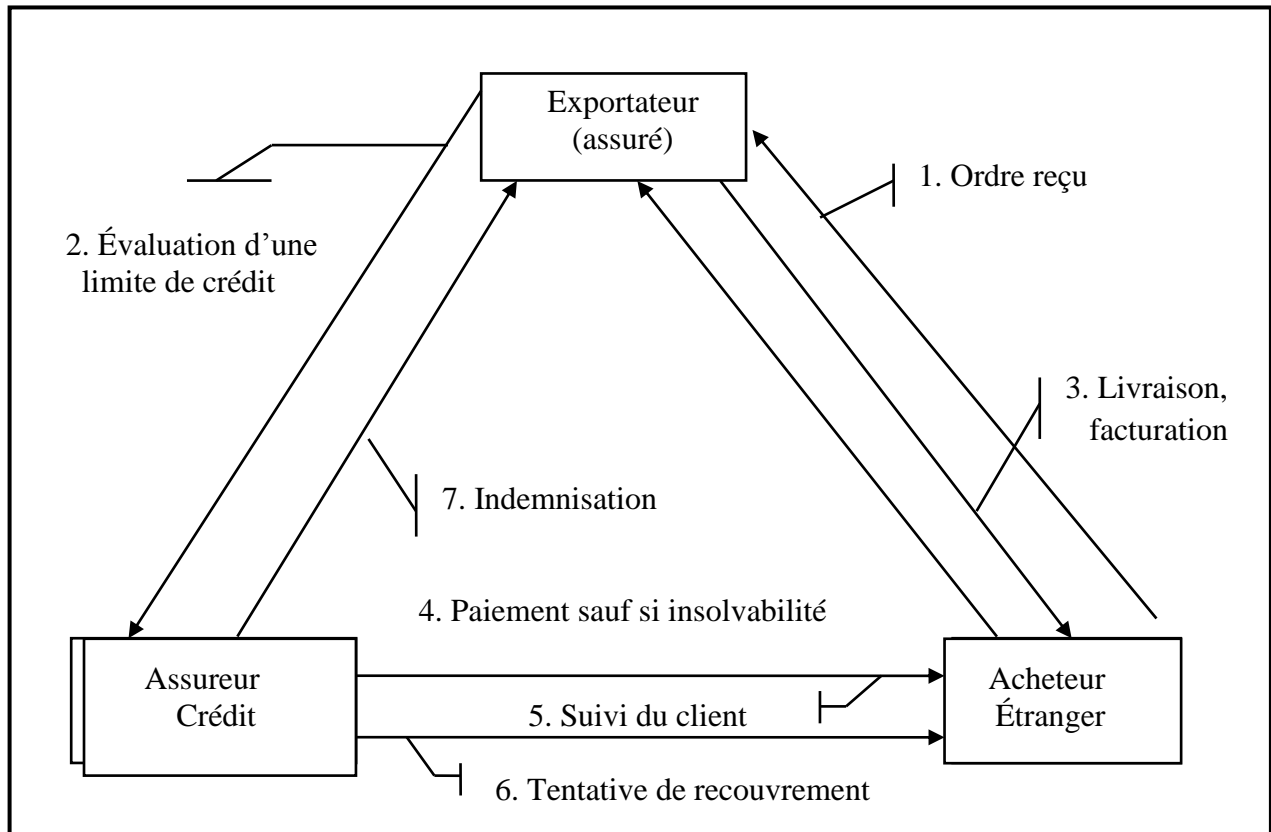 Exportateur
(assuré)
1. Ordre reçu
2. Évaluation d’une
limite de crédit
3. Livraison,
facturation
7. Indemnisation
4. Paiement sauf si insolvabilité
Assureur
Crédit
Acheteur
Étranger
5. Suivi du client
6. Tentative de recouvrement